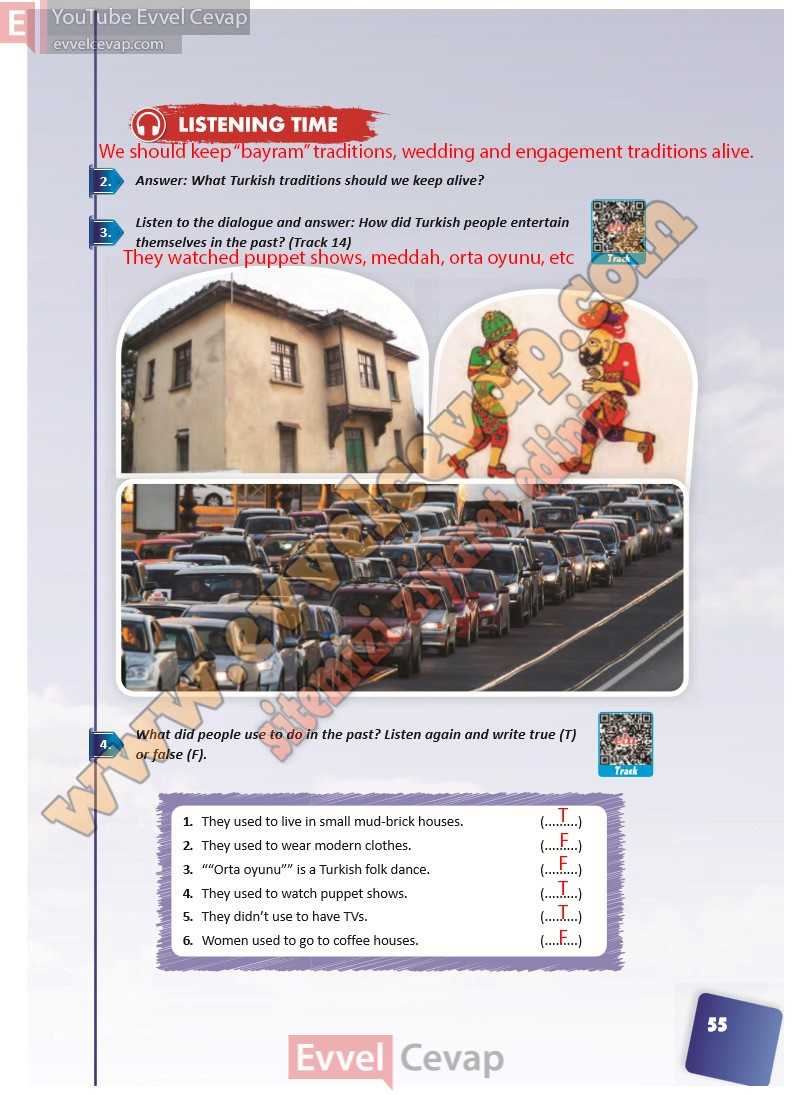 E
YouTube Evvel Cevap
evvelcevap.com
LISTENING TIME
We should keep “bayram” traditions, wedding and engagement traditions alive.
2. Answer: What Turkish traditions should we keep alive?
3. Listen to the dialogue and answer: How did Turkish people entertain
themselves in the past? (Track 14)
Track
They watched puppet shows, meddah, orta oyunu, etc
www.evvelcevap.com
sitemizi ziyaret edin
4. What did people use to do in the past? Listen again and write true (T)
or false (F).
Track
1. They used to live in small mud-brick houses. (....T....)
2. They used to wear modern clothes. (....F....)
3. ““Orta oyunu”” is a Turkish folk dance. (....F....)
4. They used to watch puppet shows. (....T....)
5. They didn’t use to have TVs. (....T....)
6. Women used to go to coffee houses. (....F....)
55
Evvel Cevap